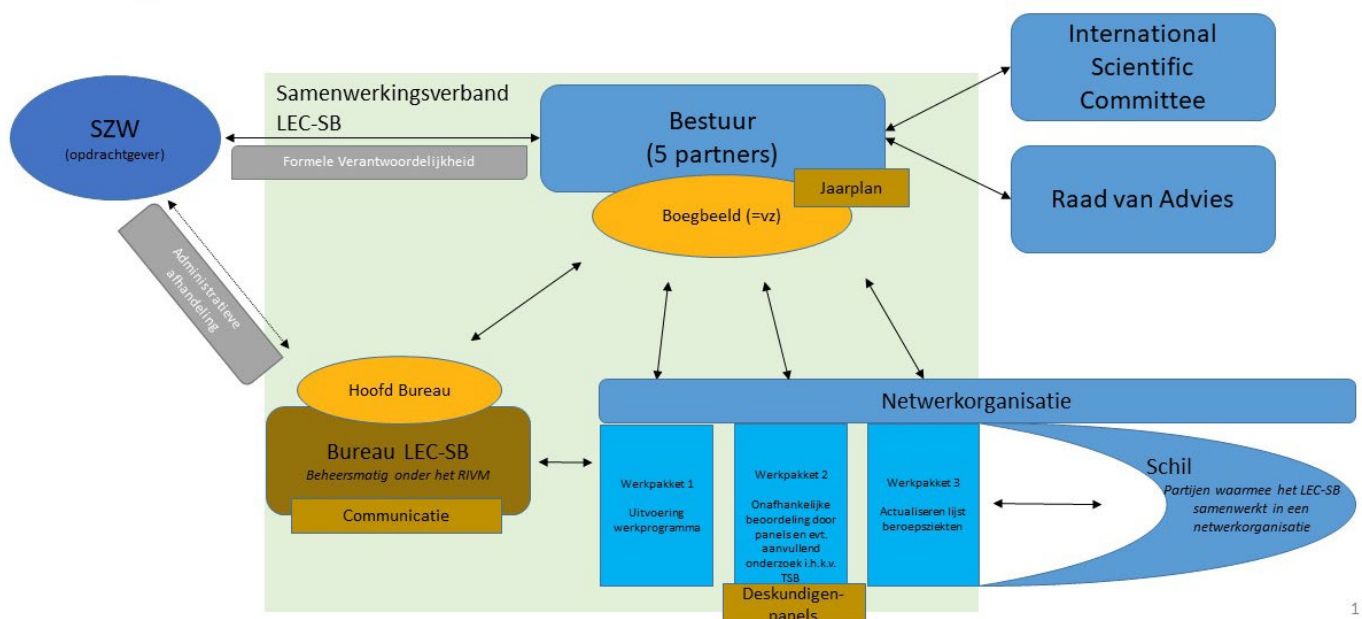 Samenwerkingsverband
LEC-SB
SZW
(opdrachtgever)
Formele Verantwoordelijkheid
Bestuur
(5 partners)
Jaarplan
Boegbeeld (=vz)
International
Scientific
Committee
Raad van Advies
Administratieve
afhandeling
Hoofd Bureau
Bureau LEC-SB
Beheersmatig onder het RIVM
Communicatie
Netwerkorganisatie
Werkpakket 1
Uitvoering
werkprogramma
Werkpakket 2
Onafhankelijke
beoordeling door
panels en evt.
aanvullend
onderzoek i.h.k.v.
TSB
Deskundigen-
panels
Werkpakket 3
Actualiseren lijst
beroepsziekten
Schil
Partijen waarmee het LEC-SB
samenwerkt in een
netwerkorganisatie
1